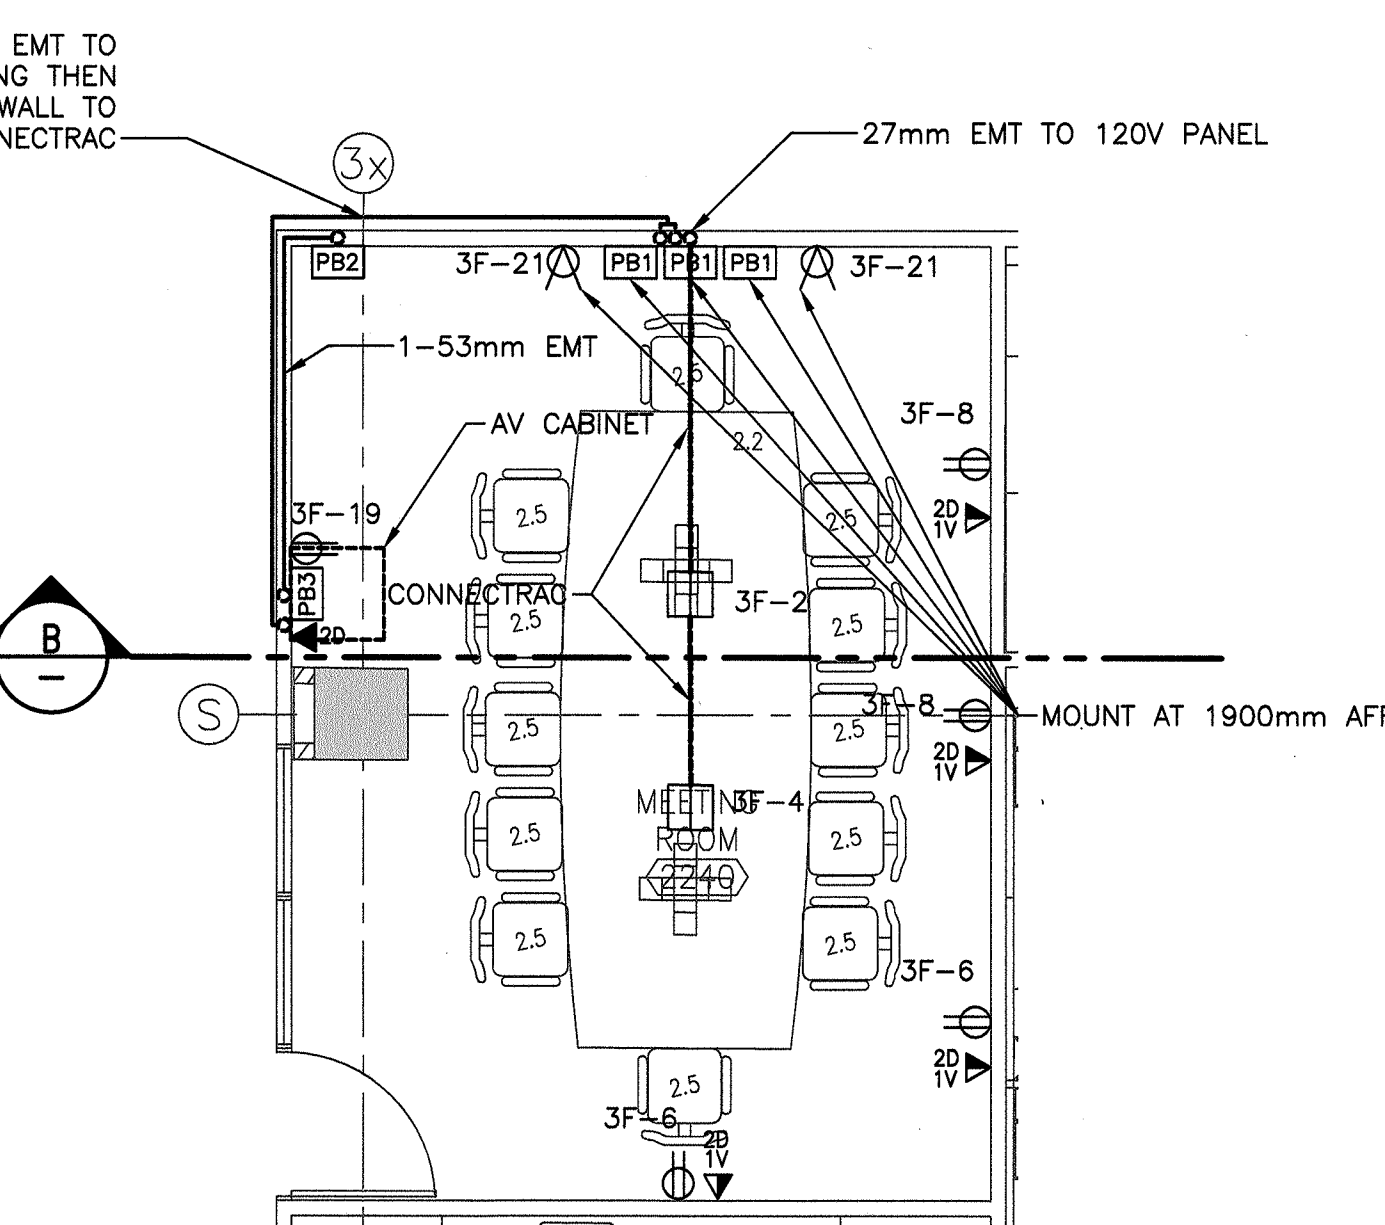 EMT TO
NG THEN
WALL TO
NECTRAC
27mm EMT TO 120V PANEL
3x
PB2
3F-21
PB1
PB1
PB1
3F-21
1-53mm EMT
2.5
AV CABINET
2.2
3F-8
3F-19
2.5
2.5
2D
1V
PB3
CONNECTRAC
3F-2
2.5
2.5
2D
B
S
2.5
2.5
3F-8
MOUNT AT 1900mm AFF
2D
1V
MEETING
3F-4
ROOM
2.5
2.5
2240
2.5
2.5
3F-6
2D
1V
2.5
3F-6
2D
1V